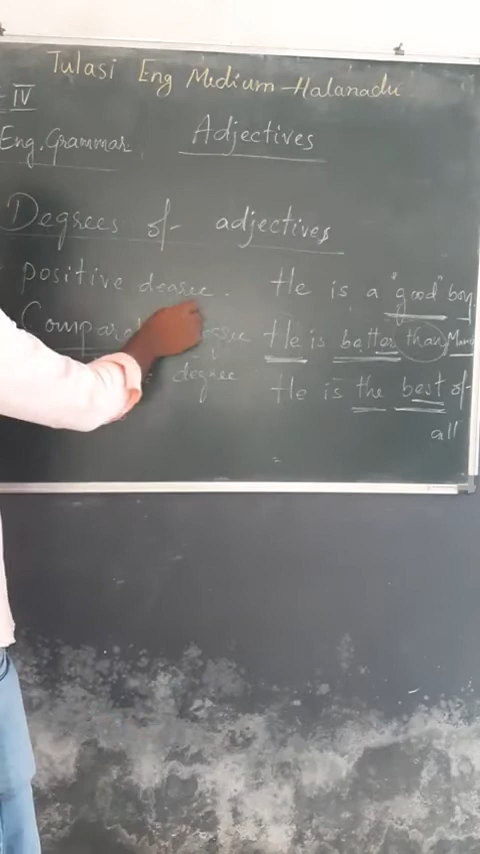 Tulasi Eng Medium-Halanadu
IV
Eng. Grammar. Adjectives
Degrees of adjectives
positive degree. He is a "good" boy
He is better than
degree He is the best of
all